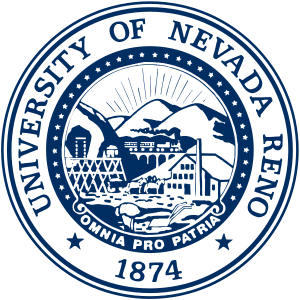 UNIVERSITY OF NEVADA RENO
OMNIA PRO PATRIA
1874